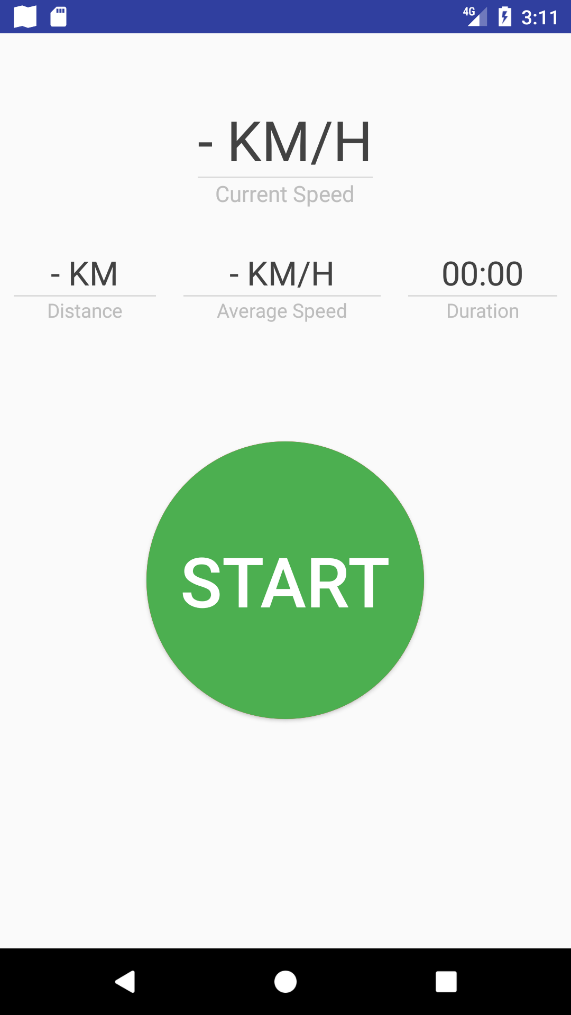 4G 3:11
- KM/H
Current Speed
- KM - KM/H 00:00
Distance Average Speed Duration
START